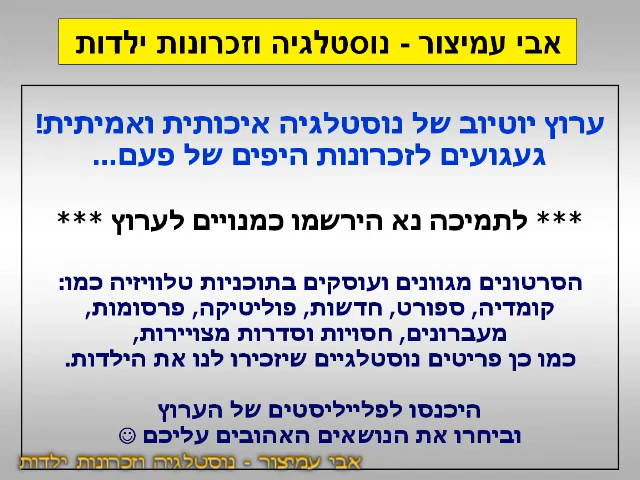 אבי עמיצור - נוסטלגיה וזכרונות ילדות
ערוץ יוטיוב של נוסטלגיה איכותית ואמיתית!
געגועים לזכרונות היפים של פעם...
*** לתמיכה נא הירשמו כמנויים לערוץ ***
הסרטונים מגוונים ועוסקים בתוכניות טלוויזיה כמו:
קומדיה, ספורט, חדשות, פוליטיקה, פרסומות,
מעברונים, חסויות וסדרות מצויירות,
כמו כן פריטים נוסטלגיים שיזכירו לנו את הילדות.
היכנסו לפלייליסטים של הערוץ
וביחרו את הנושאים האהובים עליכם ☺
אבי עמיצור - נוסטלגיה וזכרונות ילדות